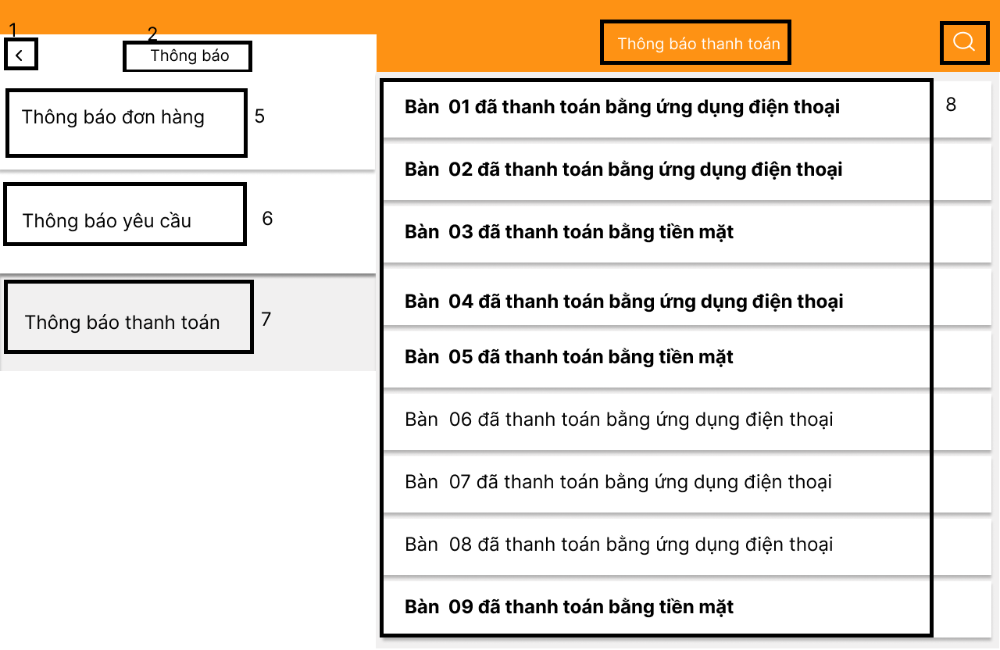 1
2
Thông báo
Thông báo thanh toán
Thông báo đơn hàng
5
Thông báo yêu cầu
6
Thông báo thanh toán
7
Bàn 01 đã thanh toán bằng ứng dụng điện thoại
8
Bàn 02 đã thanh toán bằng ứng dụng điện thoại
Bàn 03 đã thanh toán bằng tiền mặt
Bàn 04 đã thanh toán bằng ứng dụng điện thoại
Bàn 05 đã thanh toán bằng tiền mặt
Bàn 06 đã thanh toán bằng ứng dụng điện thoại
Bàn 07 đã thanh toán bằng ứng dụng điện thoại
Bàn 08 đã thanh toán bằng ứng dụng điện thoại
Bàn 09 đã thanh toán bằng tiền mặt